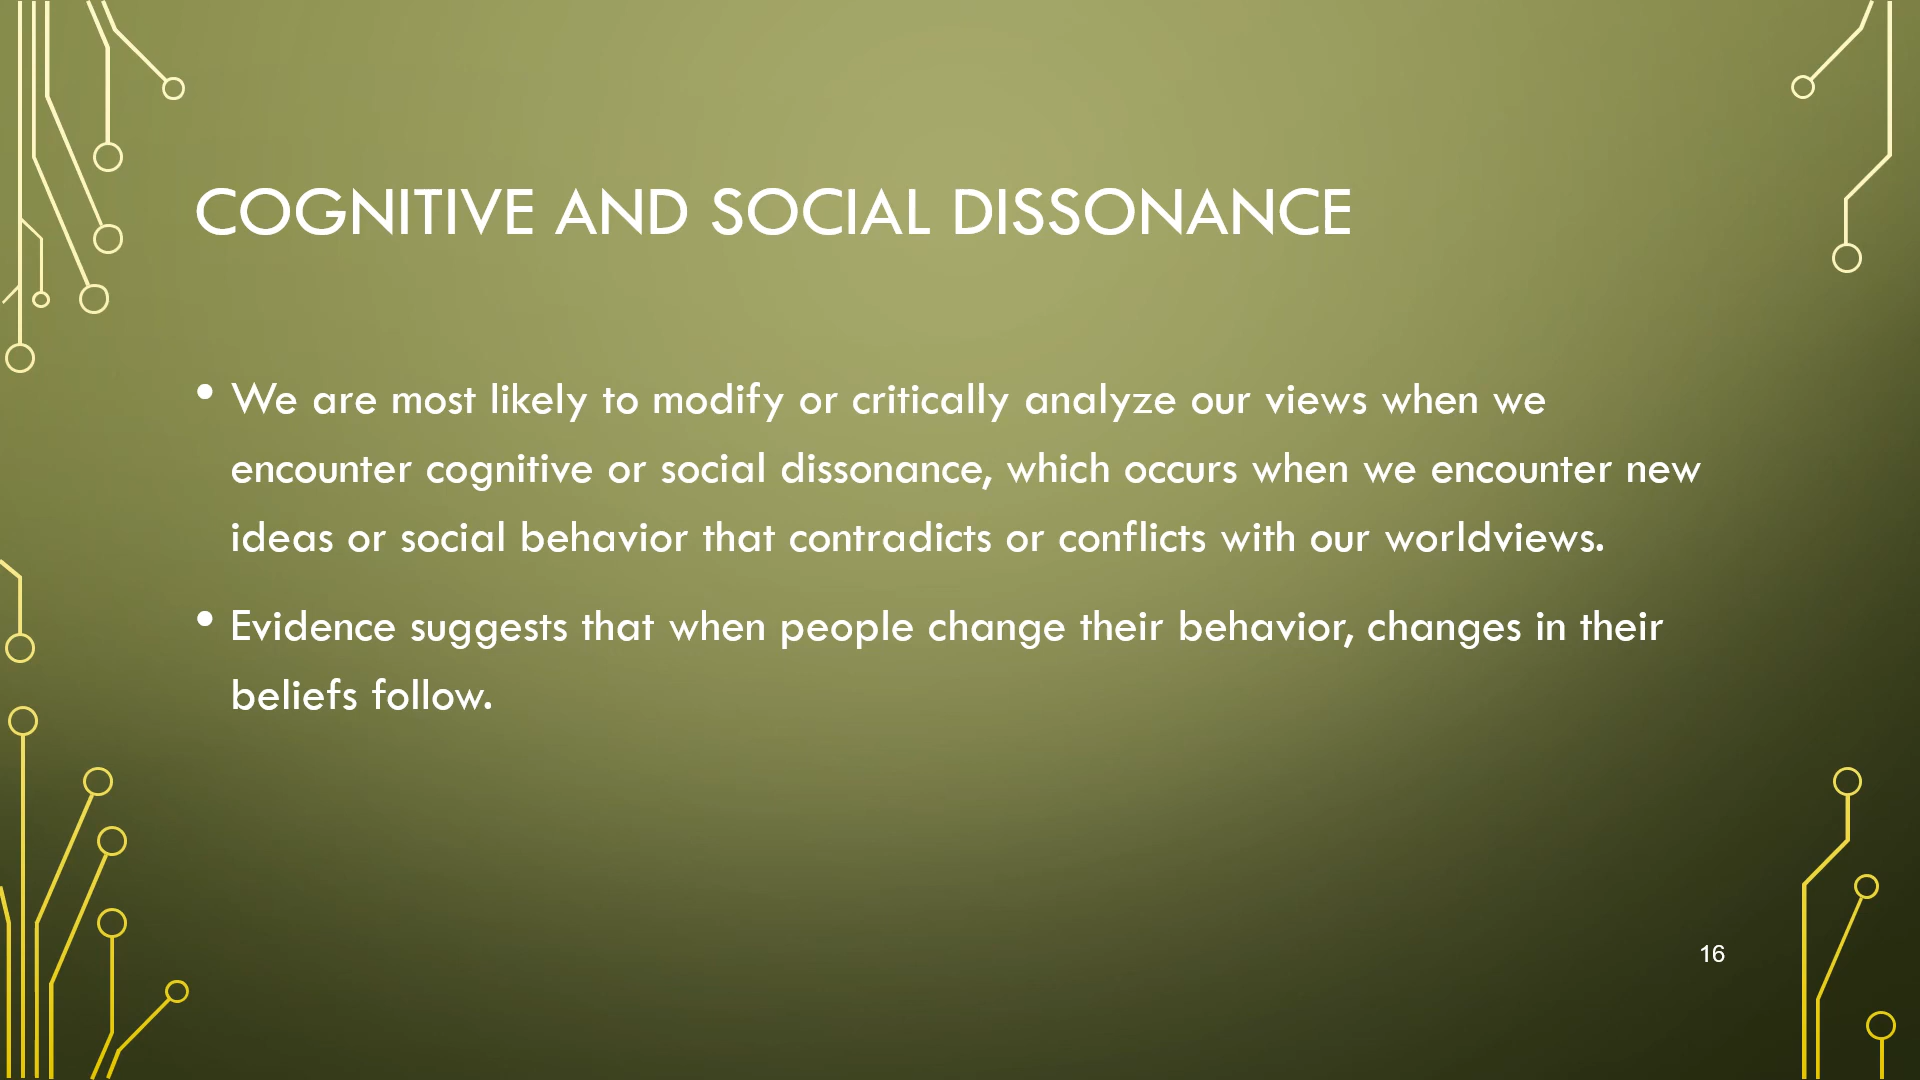 COGNITIVE AND SOCIAL DISSONANCE
• We are most likely to modify or critically analyze our views when we
encounter cognitive or social dissonance, which occurs when we encounter new
ideas or social behavior that contradicts or conflicts with our worldviews.
• Evidence suggests that when people change their behavior, changes in their
beliefs follow.
16